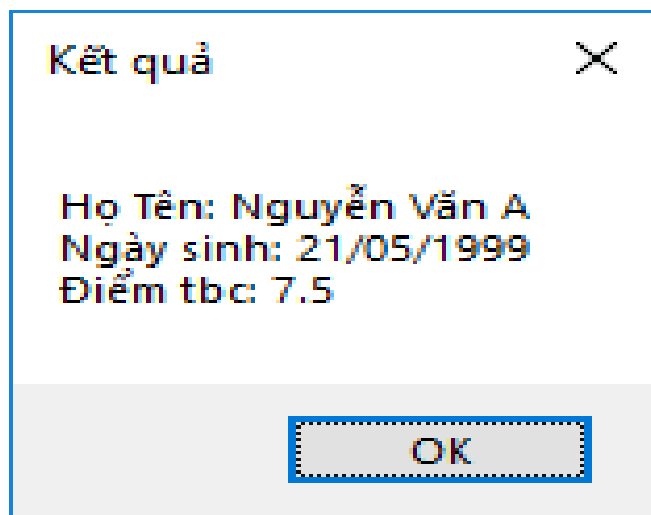 Kết quả
Họ Tên: Nguyễn Văn A
Ngày sinh: 21/05/1999
Điểm tbc: 7.5
OK